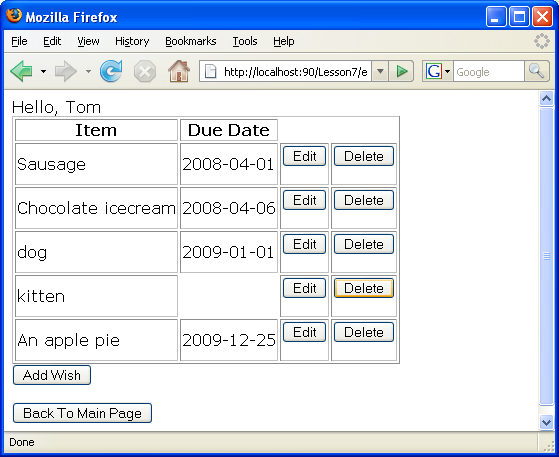 Mozilla Firefox
File Edit View History Bookmarks Tools Help
http://localhost:90/Lesson7/e G Google
Hello, Tom
Item Due Date
Sausage 2008-04-01 Edit Delete
Chocolate icecream 2008-04-06 Edit Delete
dog 2009-01-01 Edit Delete
kitten Edit Delete
An apple pie 2009-12-25 Edit Delete
Add Wish
Back To Main Page
Done